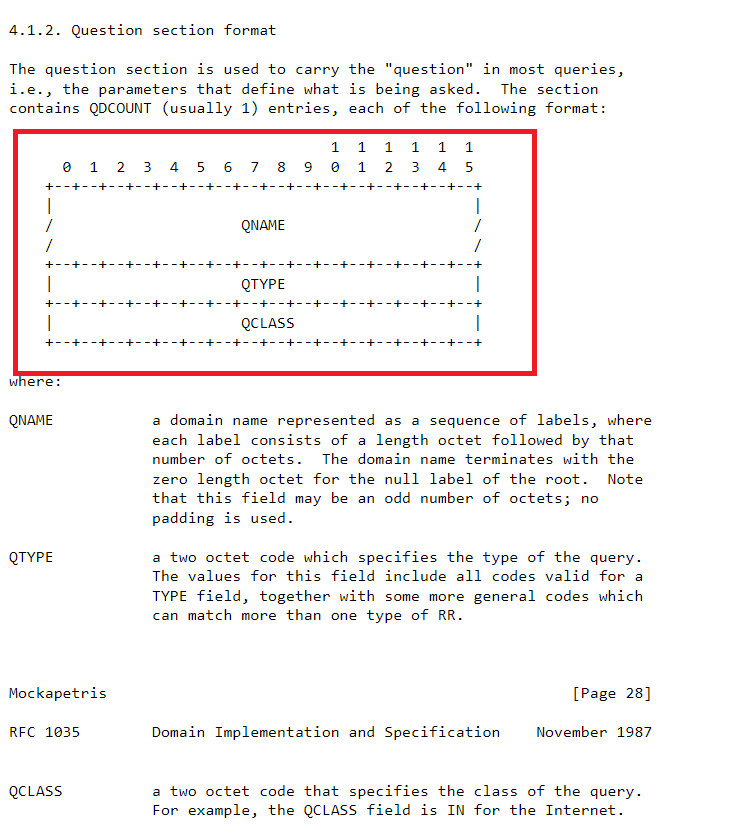 4.1.2. Question section format
The question section is used to carry the "question" in most queries,
i.e., the parameters that define what is being asked.  The section
contains QDCOUNT (usually 1) entries, each of the following format:
                                    1  1  1  1  1  1
      0  1  2  3  4  5  6  7  8  9  0  1  2  3  4  5
    +--+--+--+--+--+--+--+--+--+--+--+--+--+--+--+--+
    |                                               |
    /                     QNAME                     /
    /                                               /
    +--+--+--+--+--+--+--+--+--+--+--+--+--+--+--+--+
    |                     QTYPE                     |
    +--+--+--+--+--+--+--+--+--+--+--+--+--+--+--+--+
    |                     QCLASS                    |
    +--+--+--+--+--+--+--+--+--+--+--+--+--+--+--+--+
where:
QNAME           a domain name represented as a sequence of labels, where
                each label consists of a length octet followed by that
                number of octets.  The domain name terminates with the
                zero length octet for the null label of the root.  Note
                that this field may be an odd number of octets; no
                padding is used.
QTYPE           a two octet code which specifies the type of the query.
                The values for this field include all codes valid for a
                TYPE field, together with some more general codes which
                can match more than one type of RR.
Mockapetris                                                    [Page 28]
RFC 1035        Domain Implementation and Specification    November 1987
QCLASS          a two octet code that specifies the class of the query.
                For example, the QCLASS field is IN for the Internet.